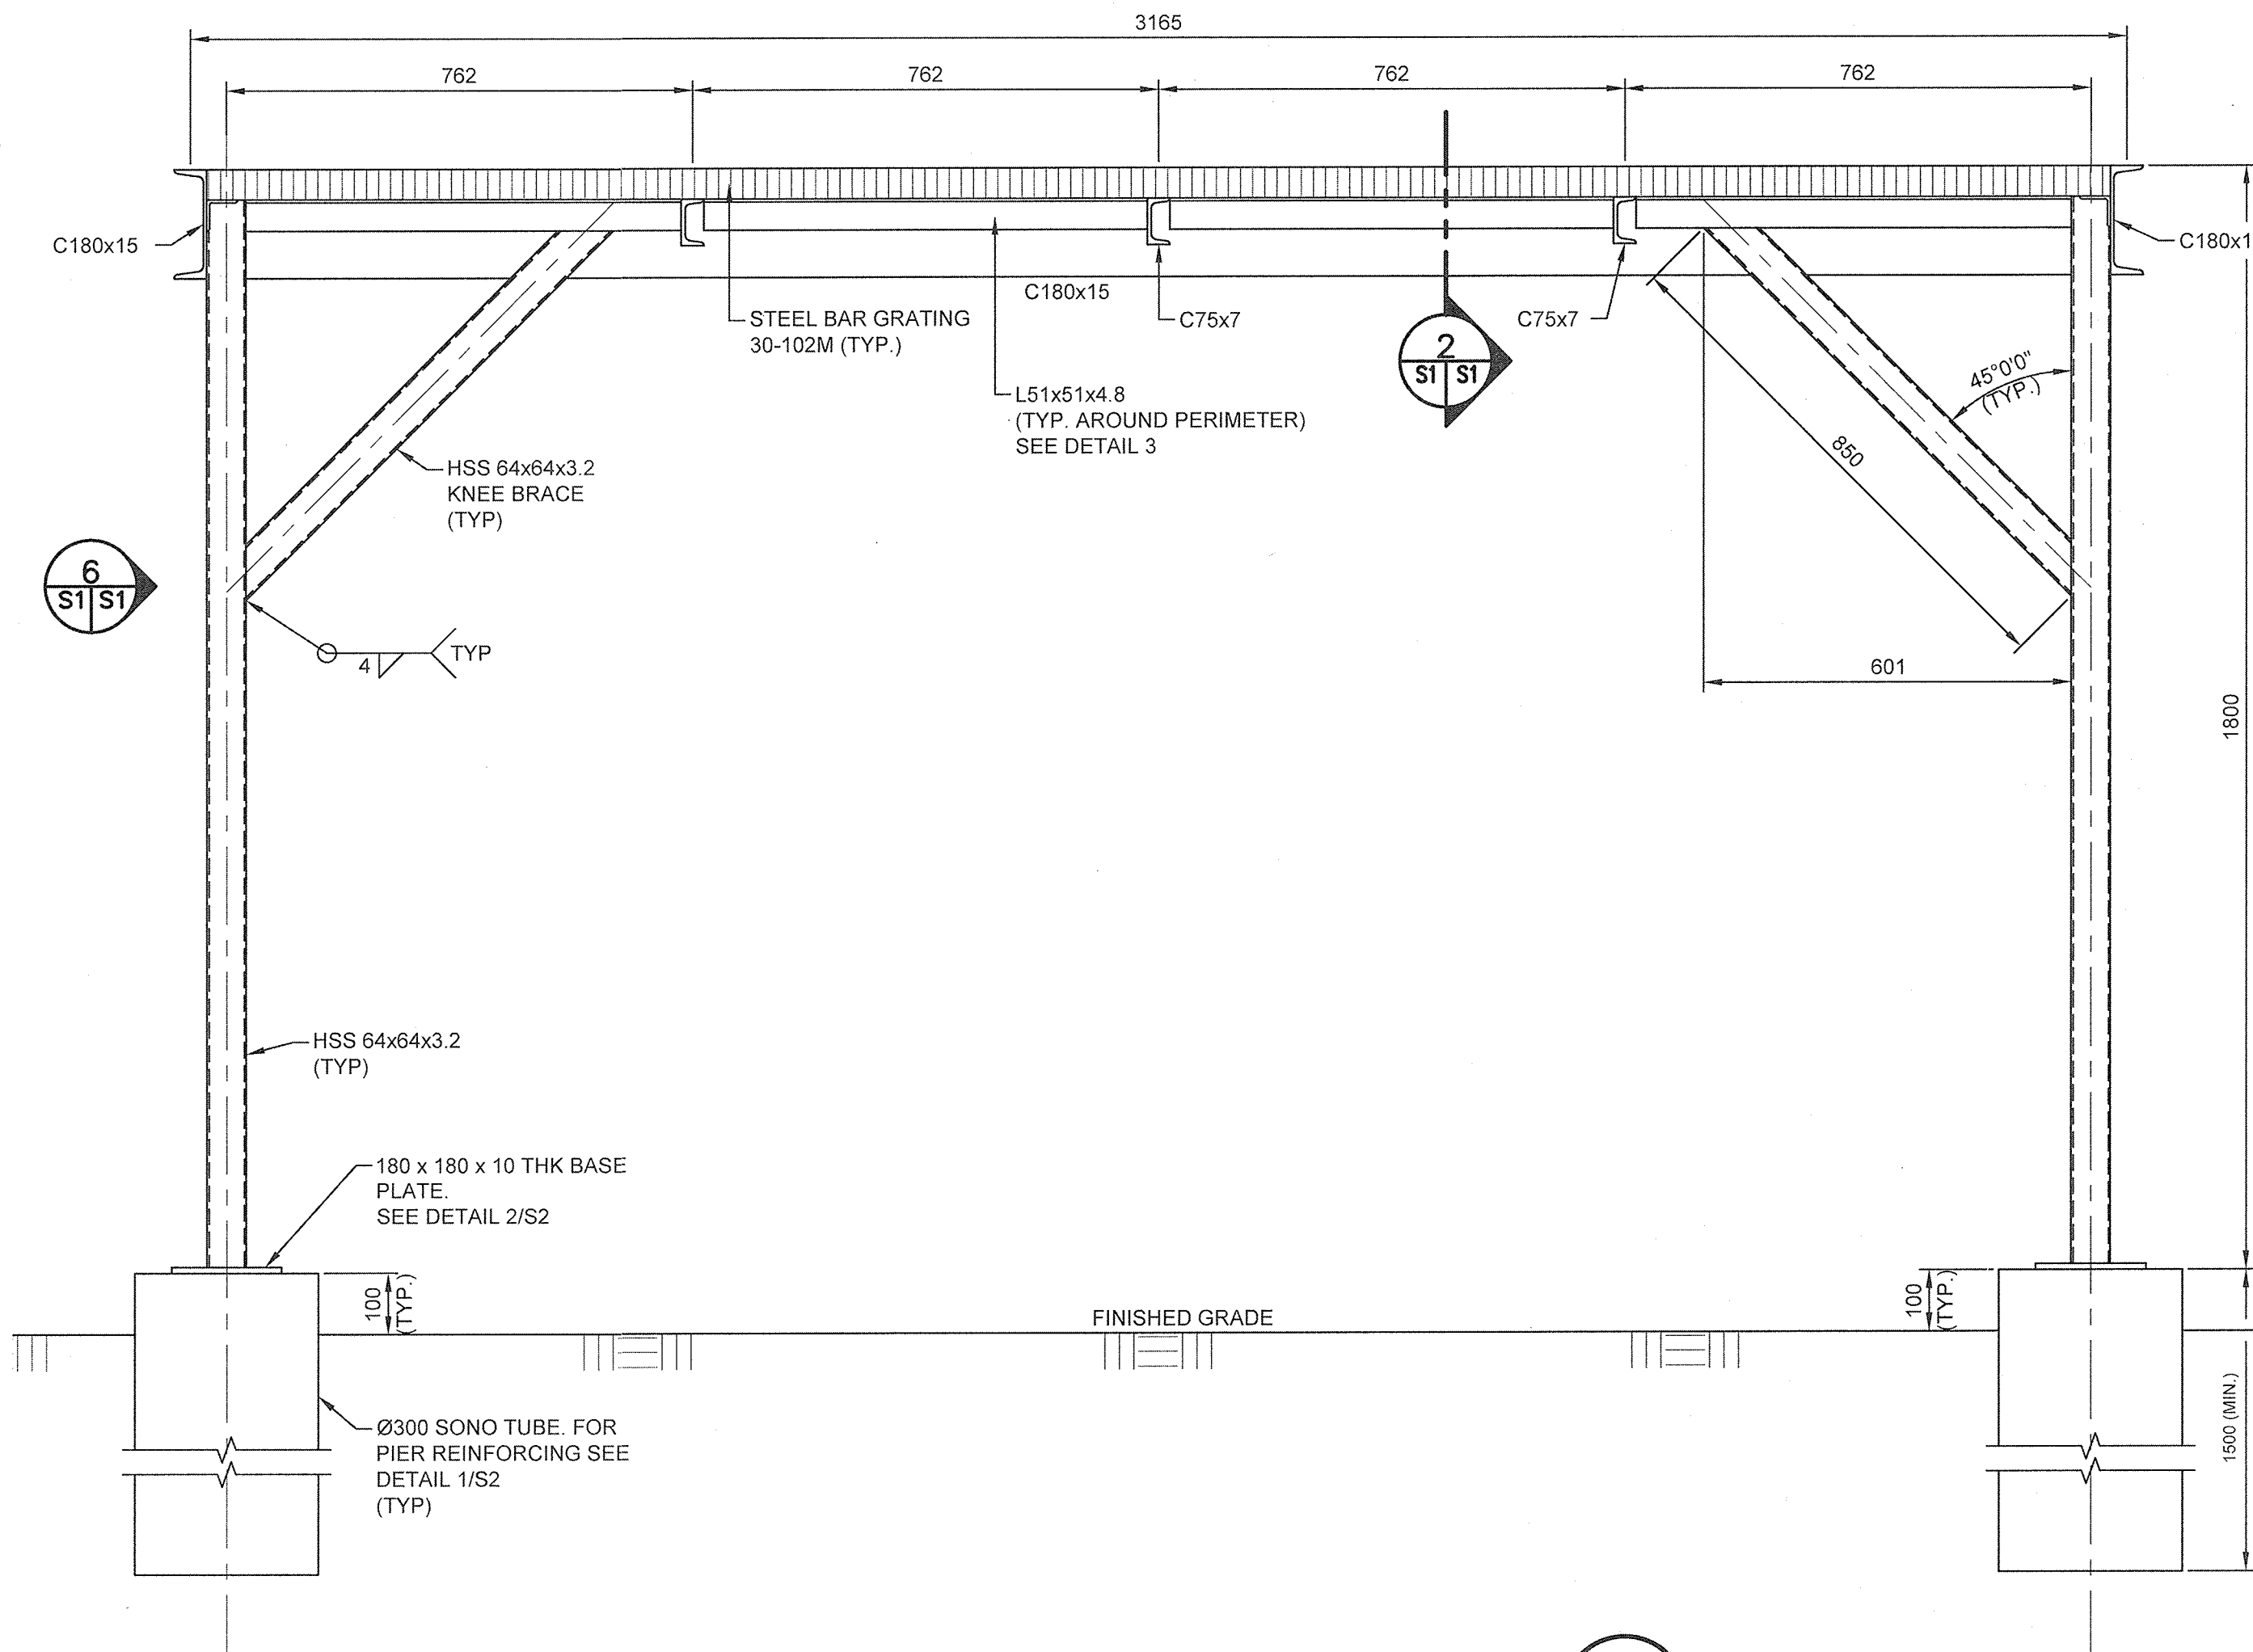 3165
762
762
762
762
C180x15
C180x1
C180x15
STEEL BAR GRATING
30-102M (TYP.)
C75x7
C75x7
2
S1 S1
L51x51x4.8
(TYP. AROUND PERIMETER)
SEE DETAIL 3
45°0'0"
(TYP.)
850
HSS 64x64x3.2
KNEE BRACE
(TYP)
6
S1 S1
4
TYP
601
1800
HSS 64x64x3.2
(TYP)
180 x 180 x 10 THK BASE
PLATE.
SEE DETAIL 2/S2
100
(TYP.)
FINISHED GRADE
100
(TYP.)
Ø300 SONO TUBE. FOR
PIER REINFORCING SEE
DETAIL 1/S2
(TYP)
1500 (MIN.)